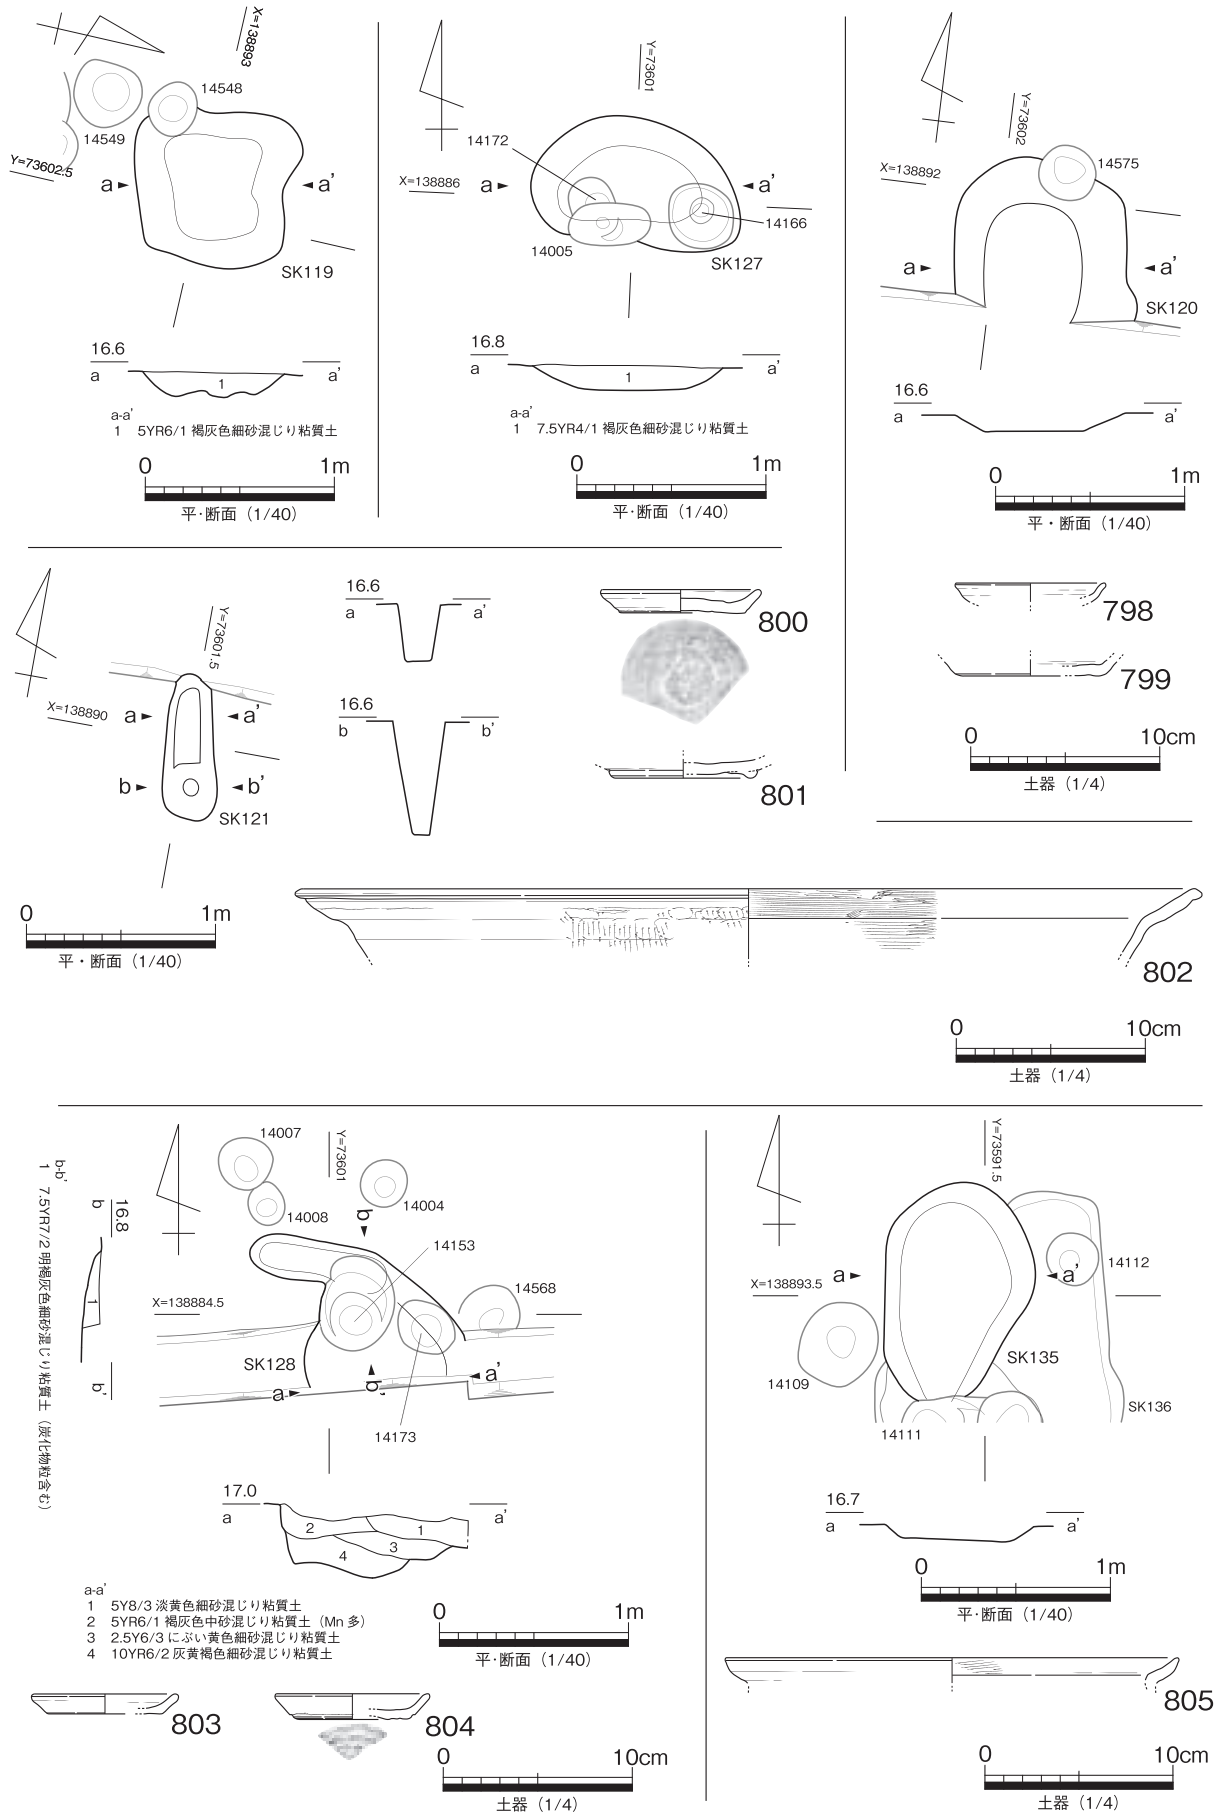 X=138893
14548
14549
Y=73602.5
a
a'
SK119
16.6
a
a'
1
a-a'
1 5YR6/1 褐灰色細砂混じり粘質土
0 1m
平・断面（1/40）
Y=73601
14172
X=138886
a
a'
14166
14005
SK127
16.8
a
a'
1
a-a'
1 7.5YR4/1 褐灰色細砂混じり粘質土
0 1m
平・断面（1/40）
Y=73602
14575
X=138892
a
a'
SK120
16.6
a
a'
0 1m
平・断面（1/40）
798
799
0 10cm
土器（1/4）
Y=73601.5
X=138890
a
a'
b
b'
SK121
16.6
a
a'
16.6
b
b'
0 1m
平・断面（1/40）
800
801
802
0 10cm
土器（1/4）
b-b'
1 7.5YR7/2 明褐灰色細砂混じり粘質土（炭化物粒含む）
16.8
b
b'
1
14007
Y=73601
14008
14004
b
14153
14568
X=138884.5
SK128
a
a'
b'
14173
17.0
a
a'
1
2
3
4
a-a'
1 5Y8/3 淡黄色細砂混じり粘質土
2 5YR6/1 褐灰色中砂混じり粘質土（Mn 多）
3 2.5Y6/3 にぶい黄色細砂混じり粘質土
4 10YR6/2 灰黄褐色細砂混じり粘質土
0 1m
平・断面（1/40）
803
804
0 10cm
土器（1/4）
Y=73591.5
X=138893.5
a
a'
14112
14109
SK135
SK136
14111
16.7
a
a'
0 1m
平・断面（1/40）
805
0 10cm
土器（1/4）